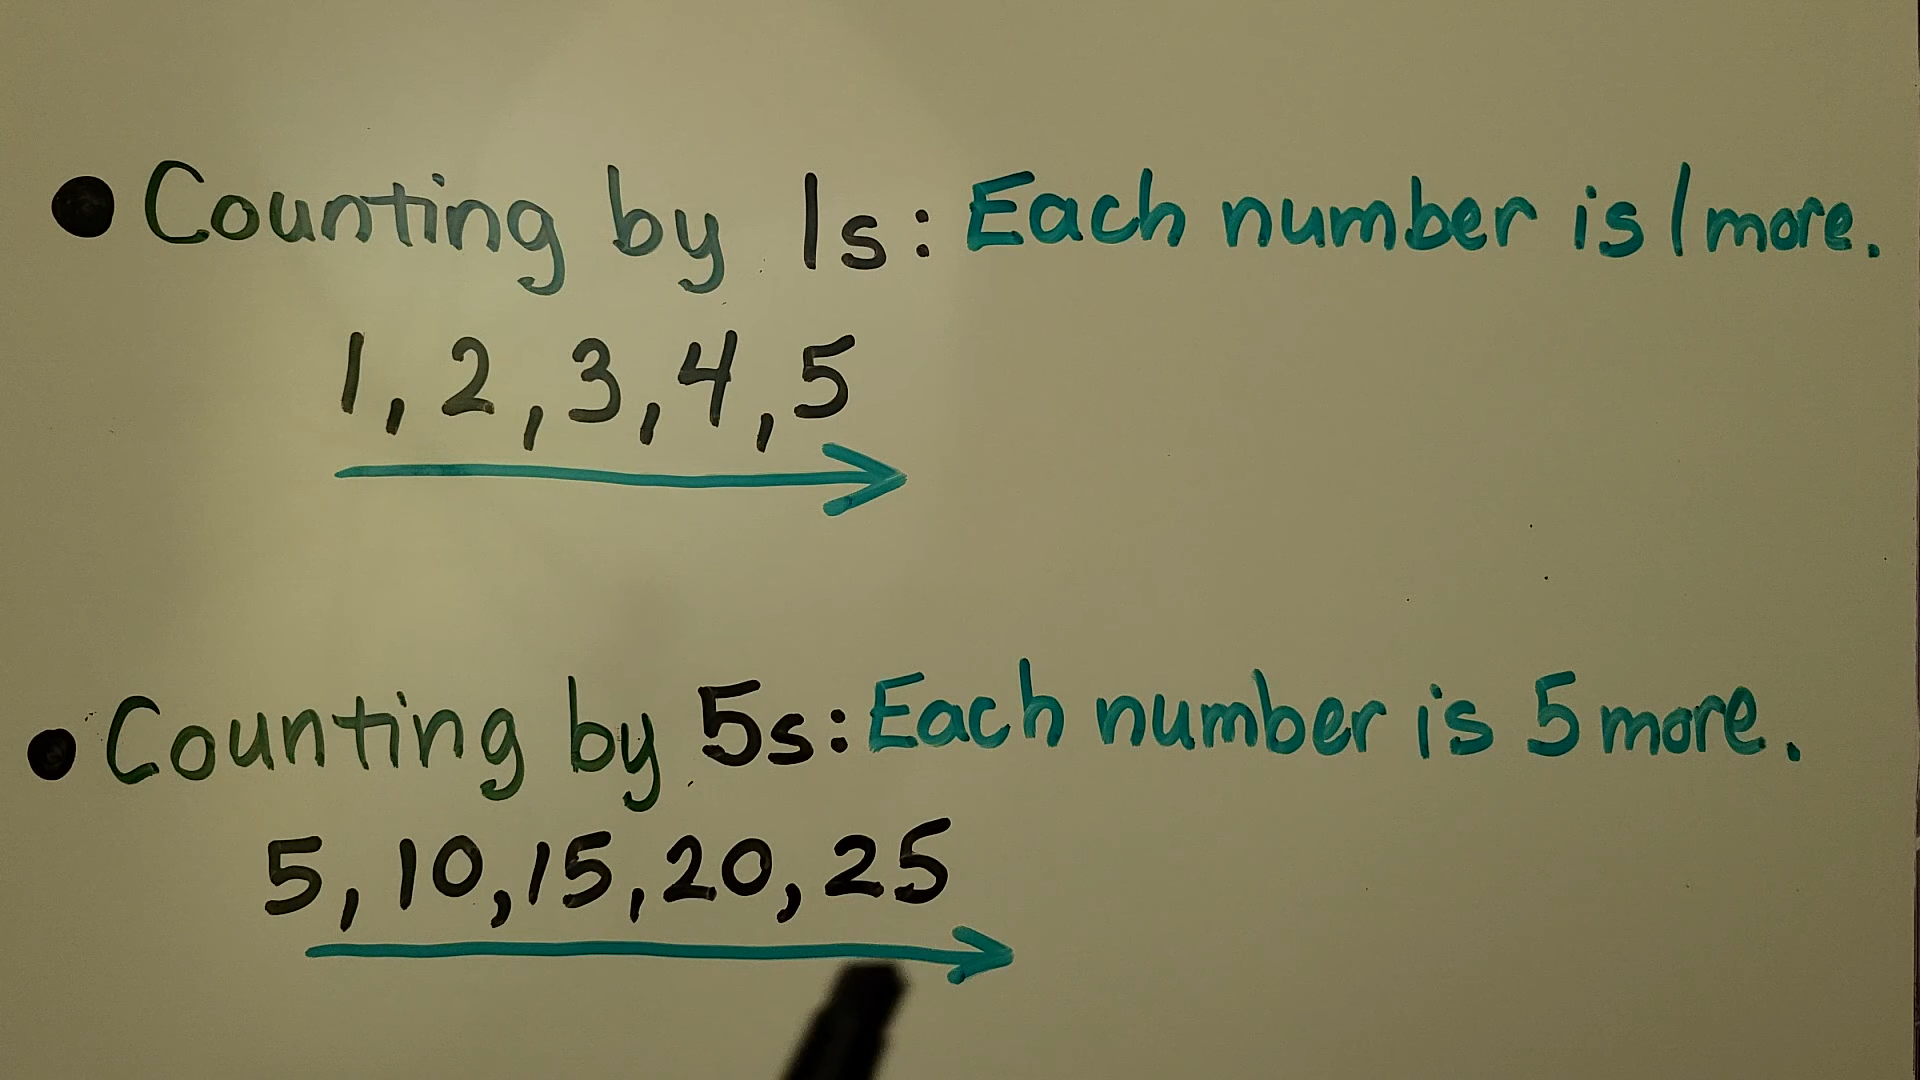 ● Counting by 1s: Each number is 1 more.
1, 2, 3, 4, 5
● Counting by 5s: Each number is 5 more.
5, 10, 15, 20, 25